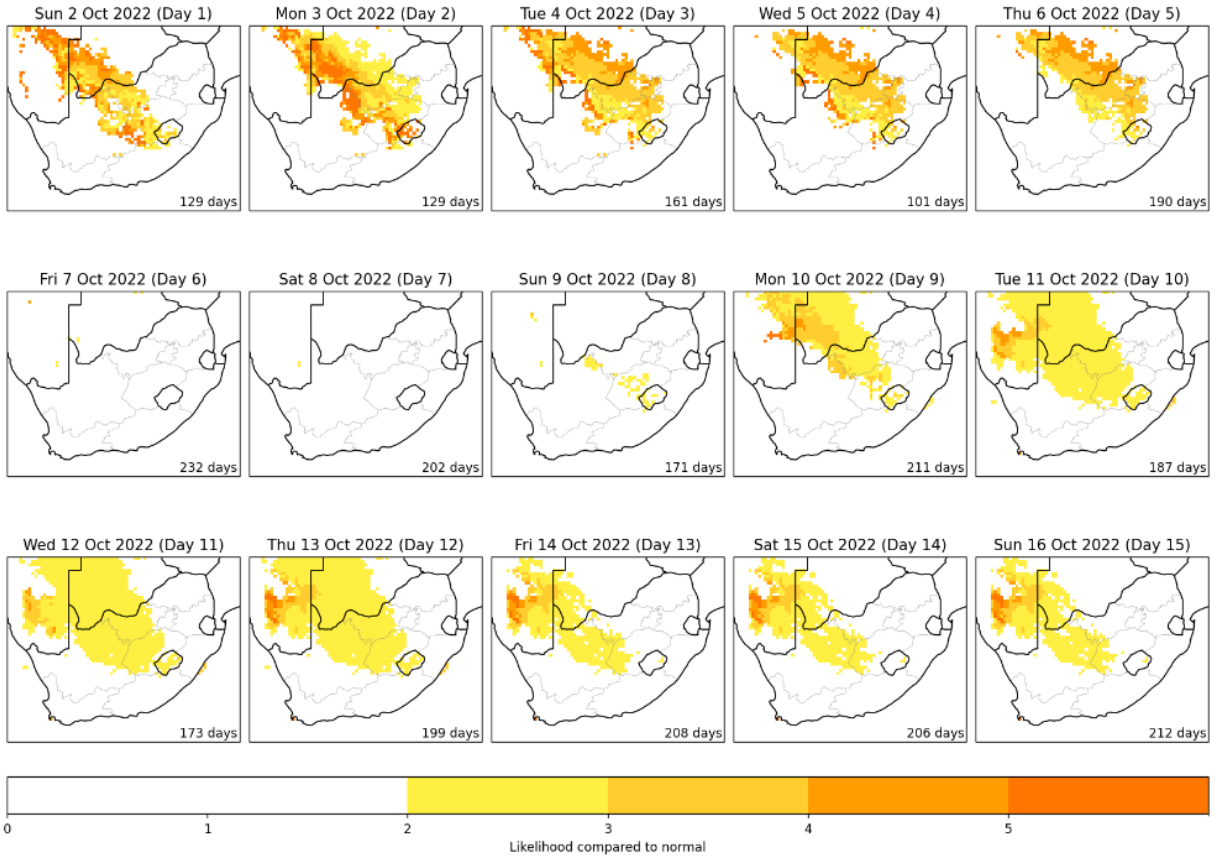 Sun 2 Oct 2022 (Day 1)
Mon 3 Oct 2022 (Day 2)
Tue 4 Oct 2022 (Day 3)
Wed 5 Oct 2022 (Day 4)
Thu 6 Oct 2022 (Day 5)
129 days
129 days
161 days
101 days
190 days
Fri 7 Oct 2022 (Day 6)
Sat 8 Oct 2022 (Day 7)
Sun 9 Oct 2022 (Day 8)
Mon 10 Oct 2022 (Day 9)
Tue 11 Oct 2022 (Day 10)
232 days
202 days
171 days
211 days
187 days
Wed 12 Oct 2022 (Day 11)
Thu 13 Oct 2022 (Day 12)
Fri 14 Oct 2022 (Day 13)
Sat 15 Oct 2022 (Day 14)
Sun 16 Oct 2022 (Day 15)
173 days
199 days
208 days
206 days
212 days
0 1 2 3 4 5
Likelihood compared to normal